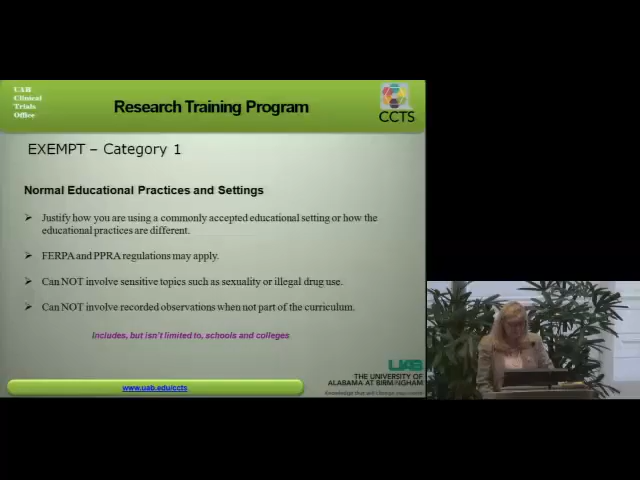 UAB
Clinical
Trials
Office
Research Training Program
CCTS
EXEMPT – Category 1
Normal Educational Practices and Settings
➢ Justify how you are using a commonly accepted educational setting or how the
educational practices are different.
➢ FERPA and PPRA regulations may apply.
➢ Can NOT involve sensitive topics such as sexuality or illegal drug use.
➢ Can NOT involve recorded observations when not part of the curriculum.
Includes, but isn't limited to, schools and colleges
UAB
THE UNIVERSITY OF
ALABAMA AT BIRMINGHAM
Knowledge that will change your world
www.uab.edu/ccts